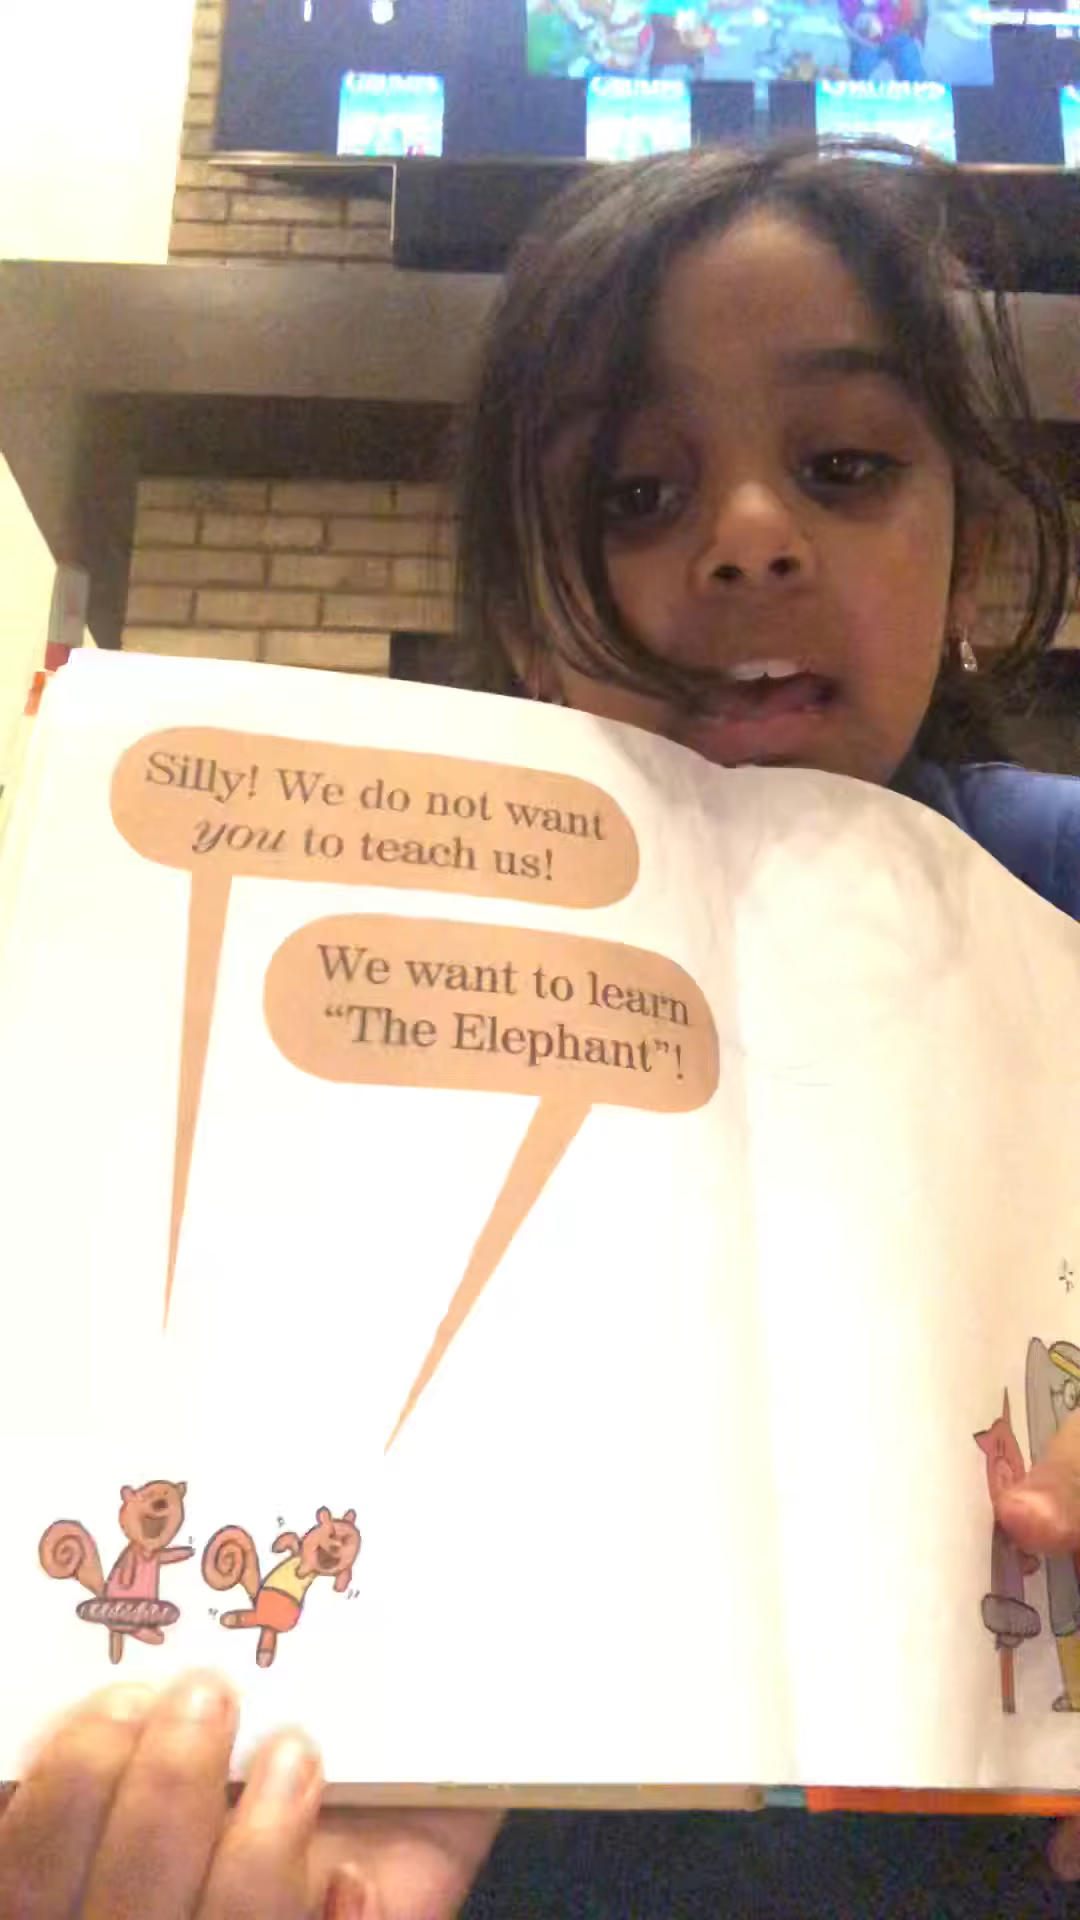 Silly! We do not want
you to teach us!
We want to learn
“The Elephant”!